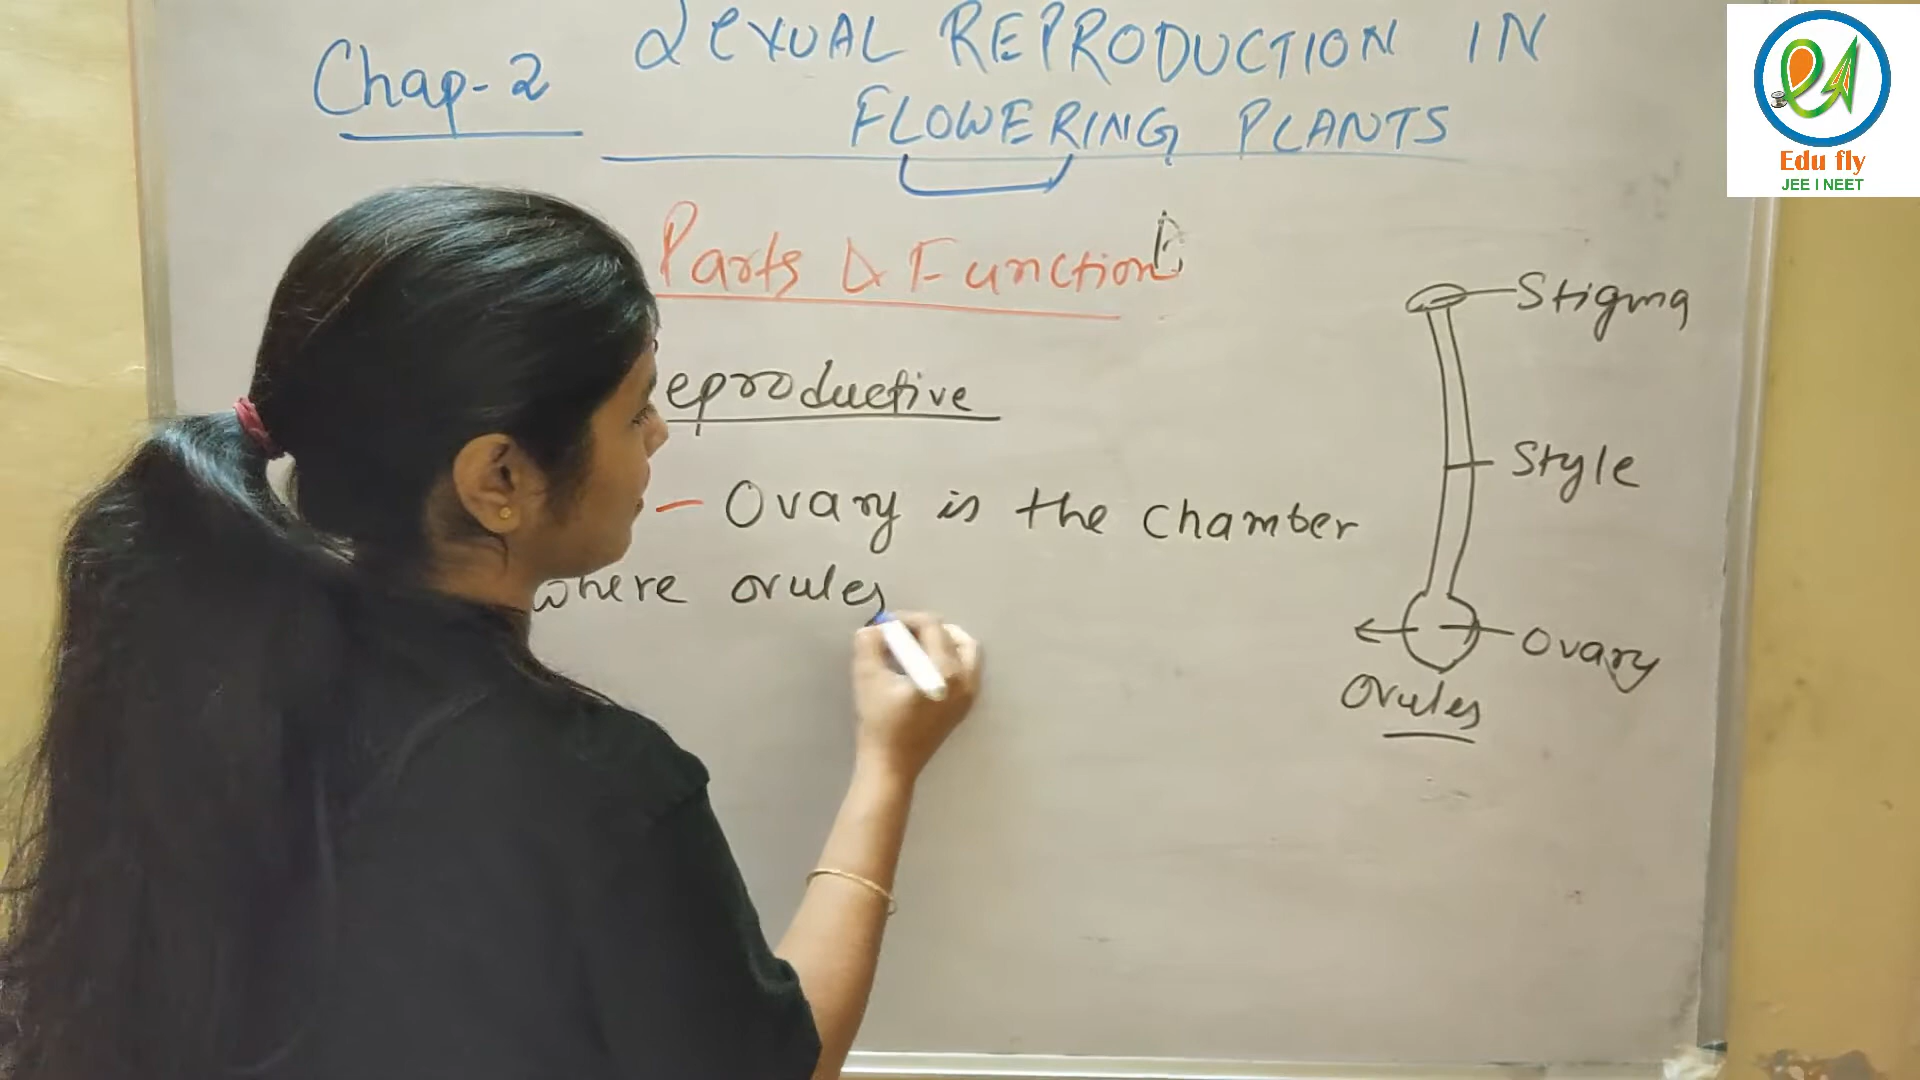 Chap-2
SEXUAL REPRODUCTION IN
FLOWERING PLANTS
Parts & Function
eproductive
- Ovary is the chamber
where ovules
Stigma
Style
Ovary
Ovules
Edu fly
JEE I NEET